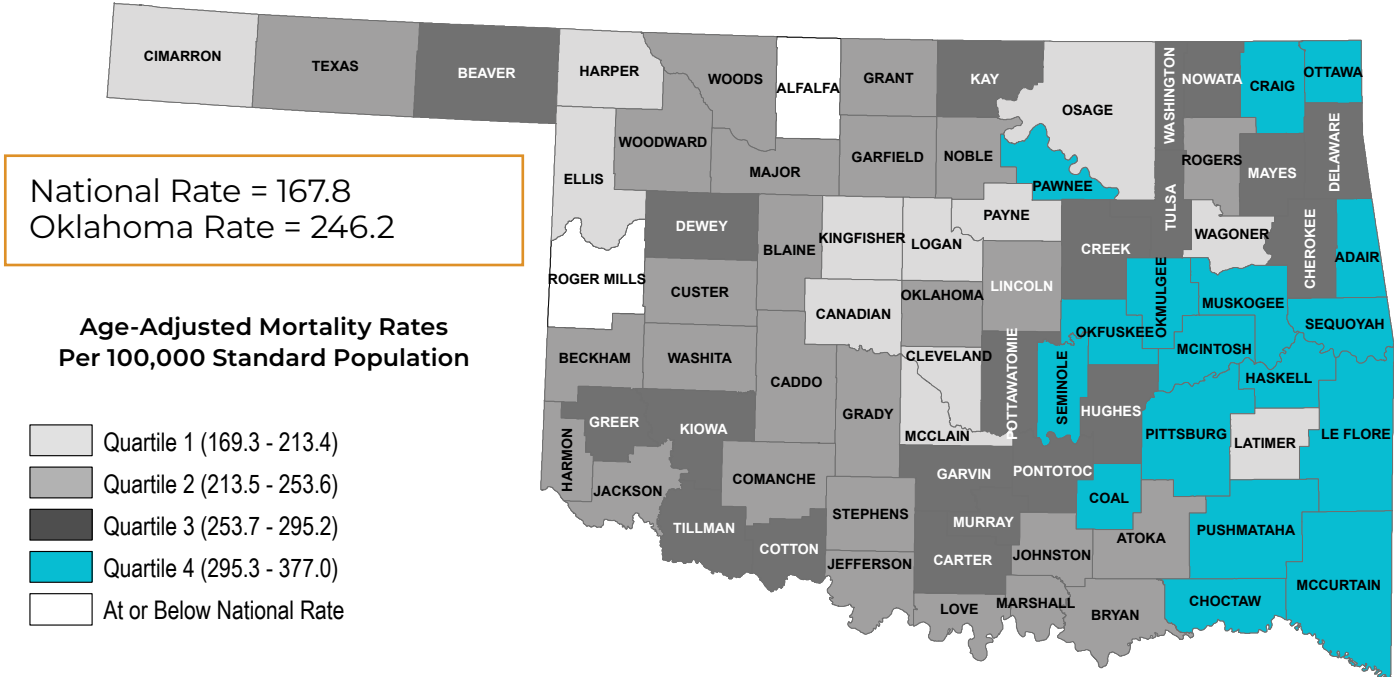 CIMARRON
TEXAS
BEAVER
HARPER
WOODS
ALFALFA
GRANT
KAY
OSAGE
WASHINGTON
NOWATA
CRAIG
OTTAWA
WOODWARD
ELLIS
MAJOR
GARFIELD
NOBLE
PAWNEE
ROGERS
MAYES
DELAWARE
National Rate = 167.8
Oklahoma Rate = 246.2
DEWEY
BLAINE
KINGFISHER
LOGAN
PAYNE
TULSA
CREEK
WAGONER
CHEROKEE
ADAIR
ROGER MILLS
CUSTER
CANADIAN
OKLAHOMA
LINCOLN
OKMULGEE
MUSKOGEE
SEQUOYAH
Age-Adjusted Mortality Rates
Per 100,000 Standard Population
BECKHAM
WASHITA
CADDO
CLEVELAND
POTTAWATOMIE
OKFUSKEE
MCINTOSH
HASKELL
SEMINOLE
HUGHES
GREER
KIOWA
GRADY
MCCLAIN
PITTSBURG
LATIMER
LE FLORE
HARMON
JACKSON
COMANCHE
GARVIN
PONTOTOC
COAL
STEPHENS
TILLMAN
COTTON
MURRAY
ATOKA
PUSHMATAHA
JEFFERSON
CARTER
JOHNSTON
MCCURTAIN
LOVE
MARSHALL
BRYAN
CHOCTAW
Quartile 1 (169.3 - 213.4)
Quartile 2 (213.5 - 253.6)
Quartile 3 (253.7 - 295.2)
Quartile 4 (295.3 - 377.0)
At or Below National Rate